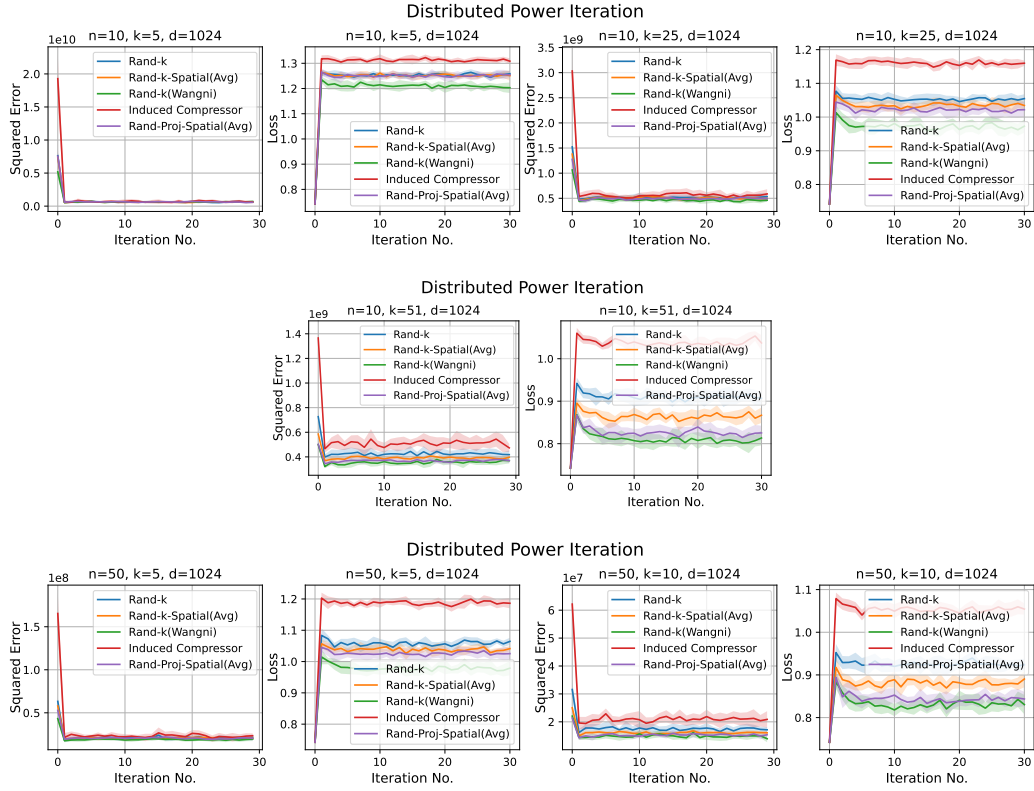 Distributed Power Iteration
n=10, k=5, d=1024
n=10, k=5, d=1024
n=10, k=25, d=1024
n=10, k=25, d=1024
1e10
Squared Error
2.0
1.5
1.0
0.5
0.0
0 10 20 30
Iteration No.
Rand-k
Rand-k-Spatial(Avg)
Rand-k(Wangni)
Induced Compressor
Rand-Proj-Spatial(Avg)
Loss
1.3
1.2
1.1
1.0
0.9
0.8
0 10 20 30
Iteration No.
Rand-k
Rand-k-Spatial(Avg)
Rand-k(Wangni)
Induced Compressor
Rand-Proj-Spatial(Avg)
1e9
Squared Error
3.5
3.0
2.5
2.0
1.5
1.0
0.5
0 10 20 30
Iteration No.
Rand-k
Rand-k-Spatial(Avg)
Rand-k(Wangni)
Induced Compressor
Rand-Proj-Spatial(Avg)
Loss
1.2
1.1
1.0
0.9
0.8
0 10 20 30
Iteration No.
Rand-k
Rand-k-Spatial(Avg)
Rand-k(Wangni)
Induced Compressor
Rand-Proj-Spatial(Avg)
Distributed Power Iteration
n=10, k=51, d=1024
n=10, k=51, d=1024
1e9
Squared Error
1.4
1.2
1.0
0.8
0.6
0.4
0 10 20 30
Iteration No.
Rand-k
Rand-k-Spatial(Avg)
Rand-k(Wangni)
Induced Compressor
Rand-Proj-Spatial(Avg)
Loss
1.0
0.9
0.8
0 10 20 30
Iteration No.
Rand-k
Rand-k-Spatial(Avg)
Rand-k(Wangni)
Induced Compressor
Rand-Proj-Spatial(Avg)
Distributed Power Iteration
n=50, k=5, d=1024
n=50, k=5, d=1024
n=50, k=10, d=1024
n=50, k=10, d=1024
1e8
Squared Error
1.5
1.0
0.5
0 10 20 30
Iteration No.
Rand-k
Rand-k-Spatial(Avg)
Rand-k(Wangni)
Induced Compressor
Rand-Proj-Spatial(Avg)
Loss
1.2
1.1
1.0
0.9
0.8
0 10 20 30
Iteration No.
Rand-k
Rand-k-Spatial(Avg)
Rand-k(Wangni)
Induced Compressor
Rand-Proj-Spatial(Avg)
1e7
Squared Error
6
5
4
3
2
0 10 20 30
Iteration No.
Rand-k
Rand-k-Spatial(Avg)
Rand-k(Wangni)
Induced Compressor
Rand-Proj-Spatial(Avg)
Loss
1.1
1.0
0.9
0.8
0 10 20 30
Iteration No.
Rand-k
Rand-k-Spatial(Avg)
Rand-k(Wangni)
Induced Compressor
Rand-Proj-Spatial(Avg)